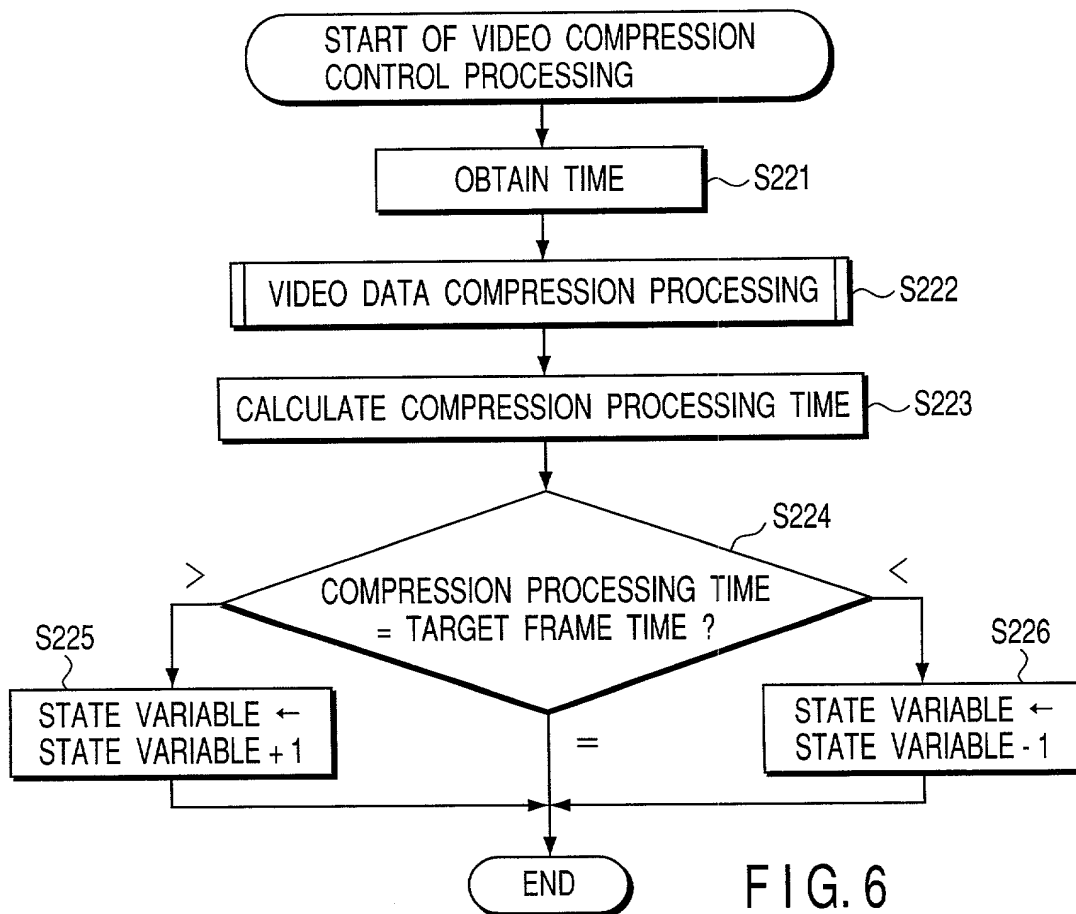 START OF VIDEO COMPRESSION
CONTROL PROCESSING
OBTAIN TIME
S221
VIDEO DATA COMPRESSION PROCESSING
S222
CALCULATE COMPRESSION PROCESSING TIME
S223
S224
>
<
COMPRESSION PROCESSING TIME
= TARGET FRAME TIME ?
S225
STATE VARIABLE ←
STATE VARIABLE + 1
S226
STATE VARIABLE ←
STATE VARIABLE - 1
=
END
FIG. 6